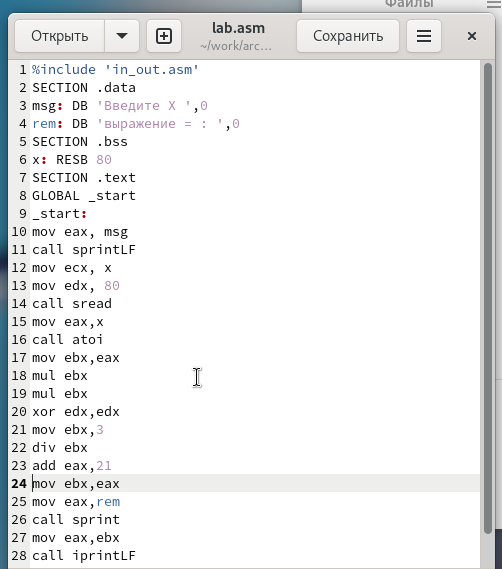 Файлы
Открыть
lab.asm
~/work/arc...
Сохранить
1 %include 'in_out.asm'
2 SECTION .data
3 msg: DB 'Введите X ',0
4 rem: DB 'выражение = : ',0
5 SECTION .bss
6 x: RESB 80
7 SECTION .text
8 GLOBAL _start
9 _start:
10 mov eax, msg
11 call sprintLF
12 mov ecx, x
13 mov edx, 80
14 call sread
15 mov eax,x
16 call atoi
17 mov ebx,eax
18 mul ebx
19 mul ebx
20 xor edx,edx
21 mov ebx,3
22 div ebx
23 add eax,21
24 mov ebx,eax
25 mov eax,rem
26 call sprint
27 mov eax,ebx
28 call iprintLF